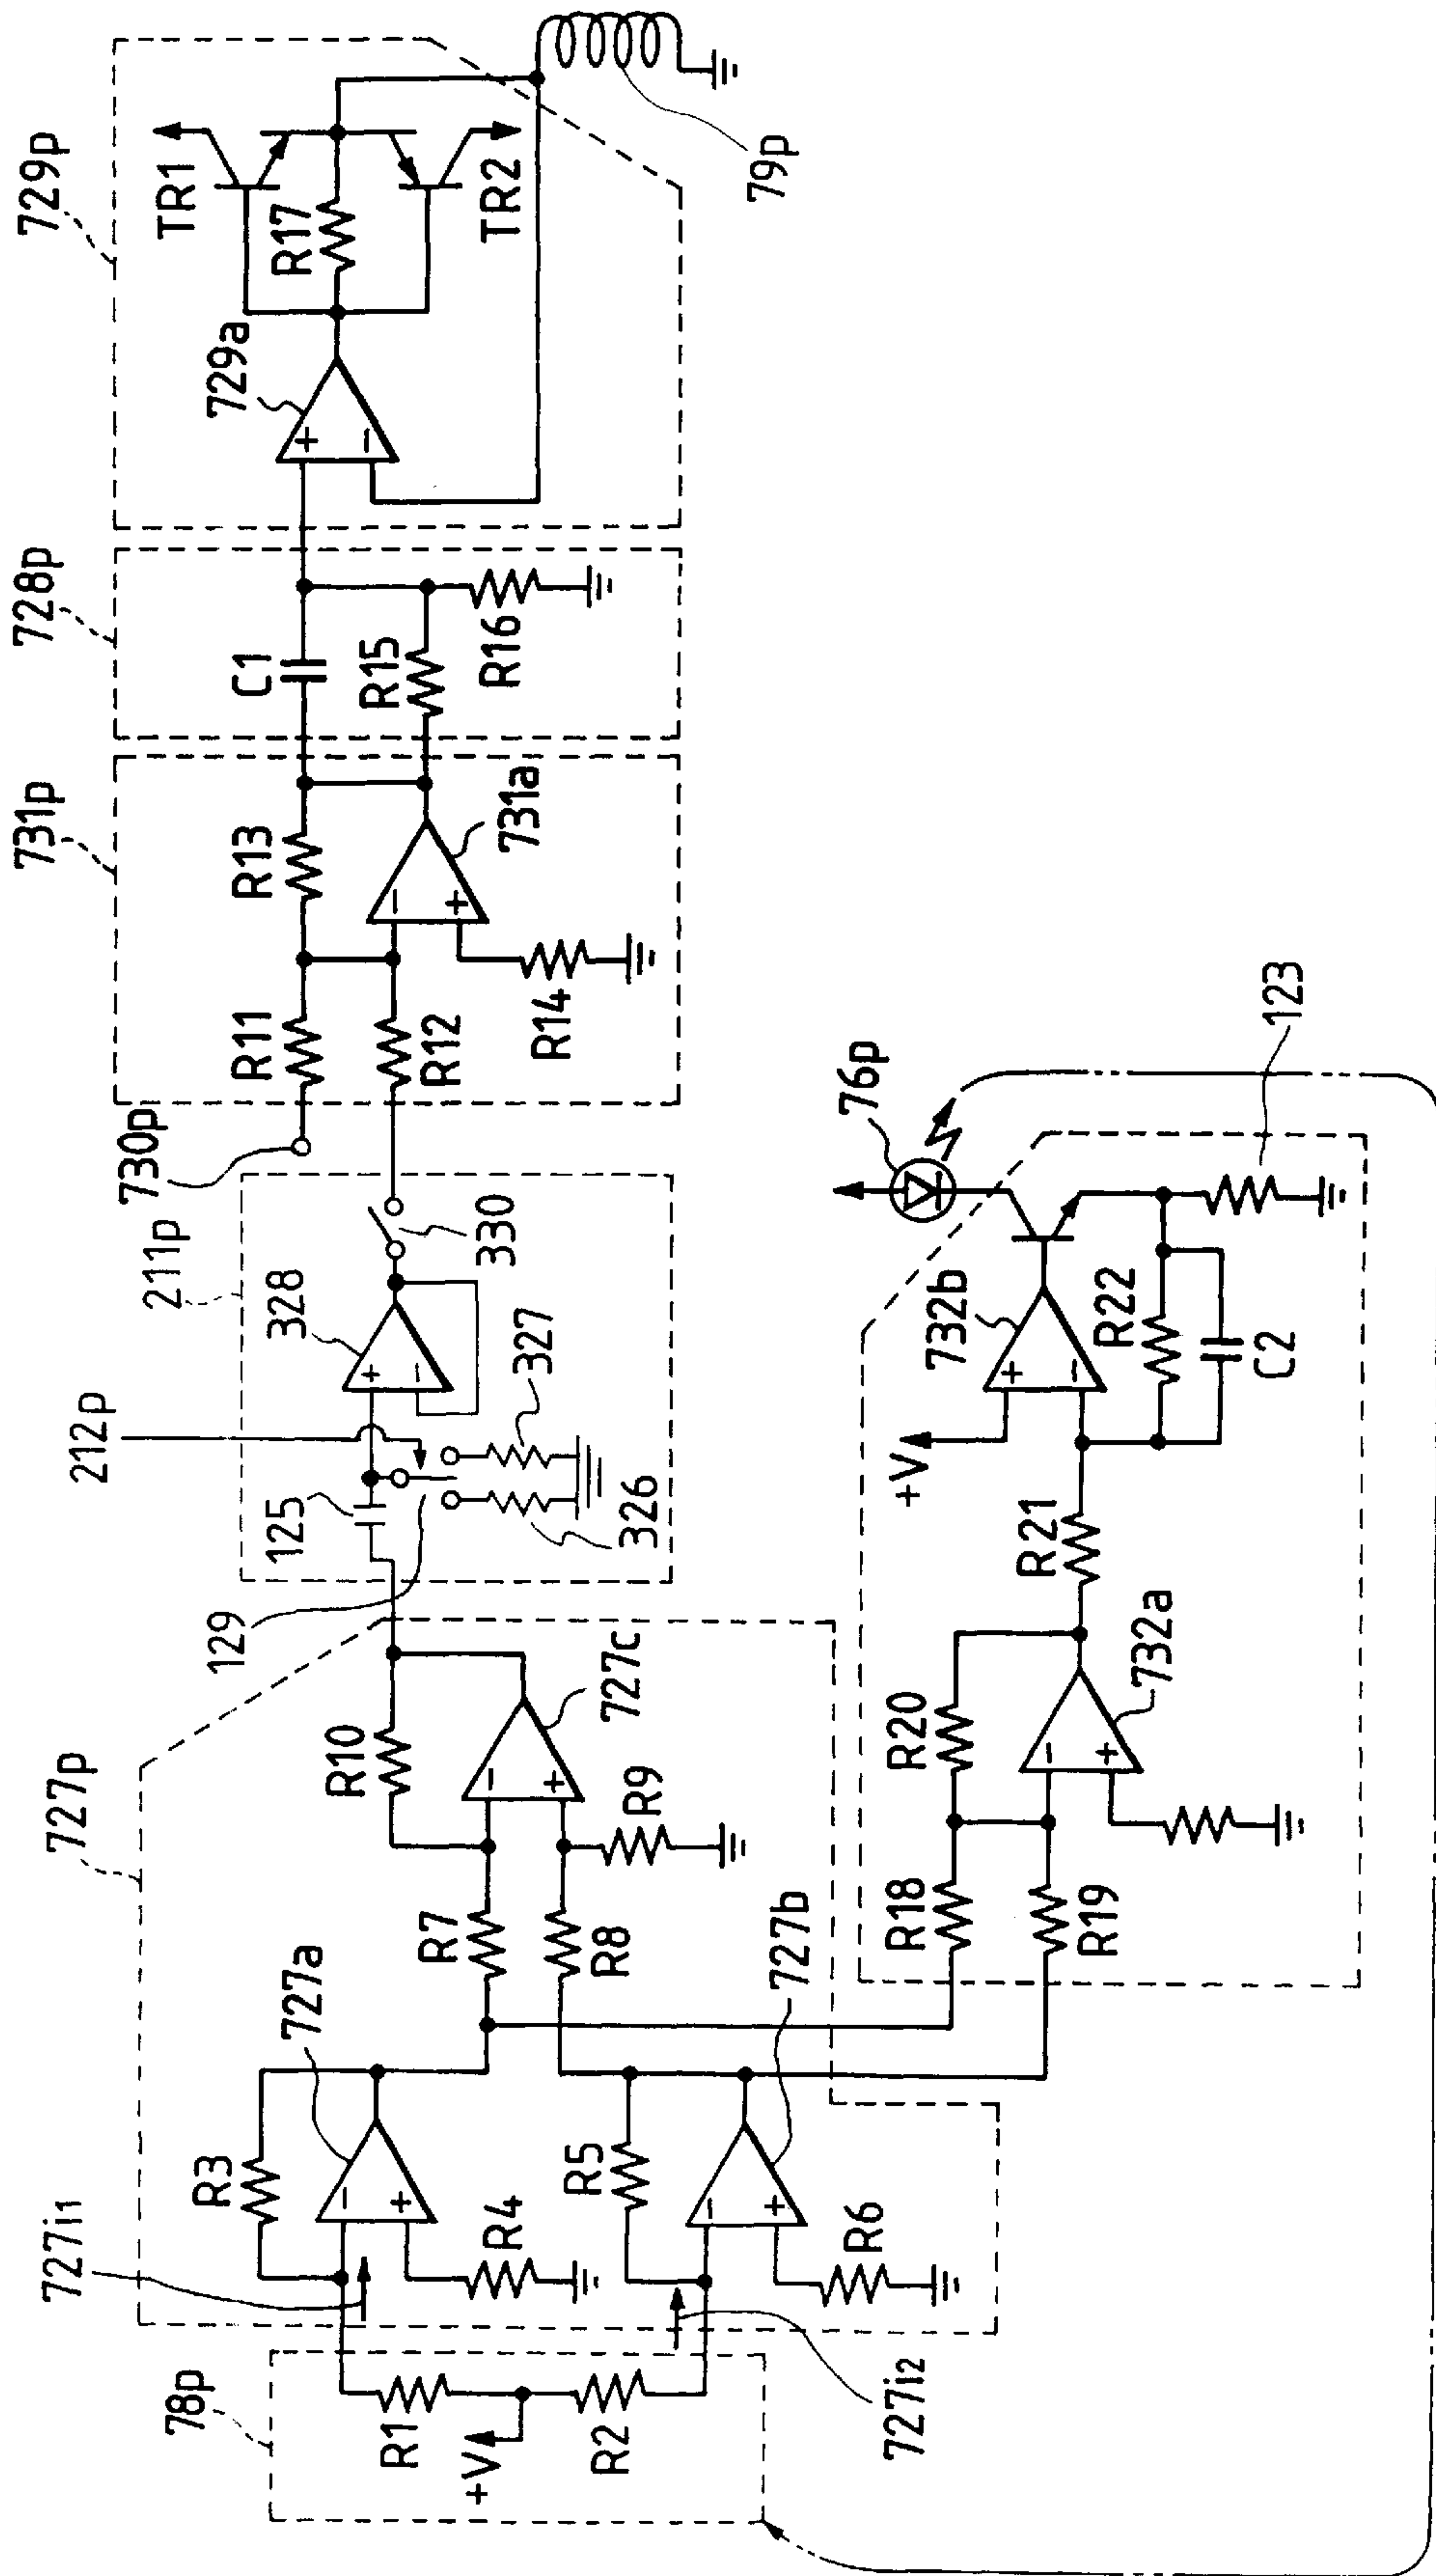 729p
728p
731p
730p
211p
212p
727p
727i1
78p
TR1
R17
TR2
729a
79p
C1
R15
R16
R13
731a
R11
R12
R14
328
330
327
125
326
129
R10
727c
R9
R7
R8
727a
R3
R4
727b
R5
R6
R1
+V
R2
727i2
76p
123
732b
R22
C2
+V
R21
R20
732a
R18
R19
+
−
−
+
+
−
−
+
−
+
−
+
+
−
−
+